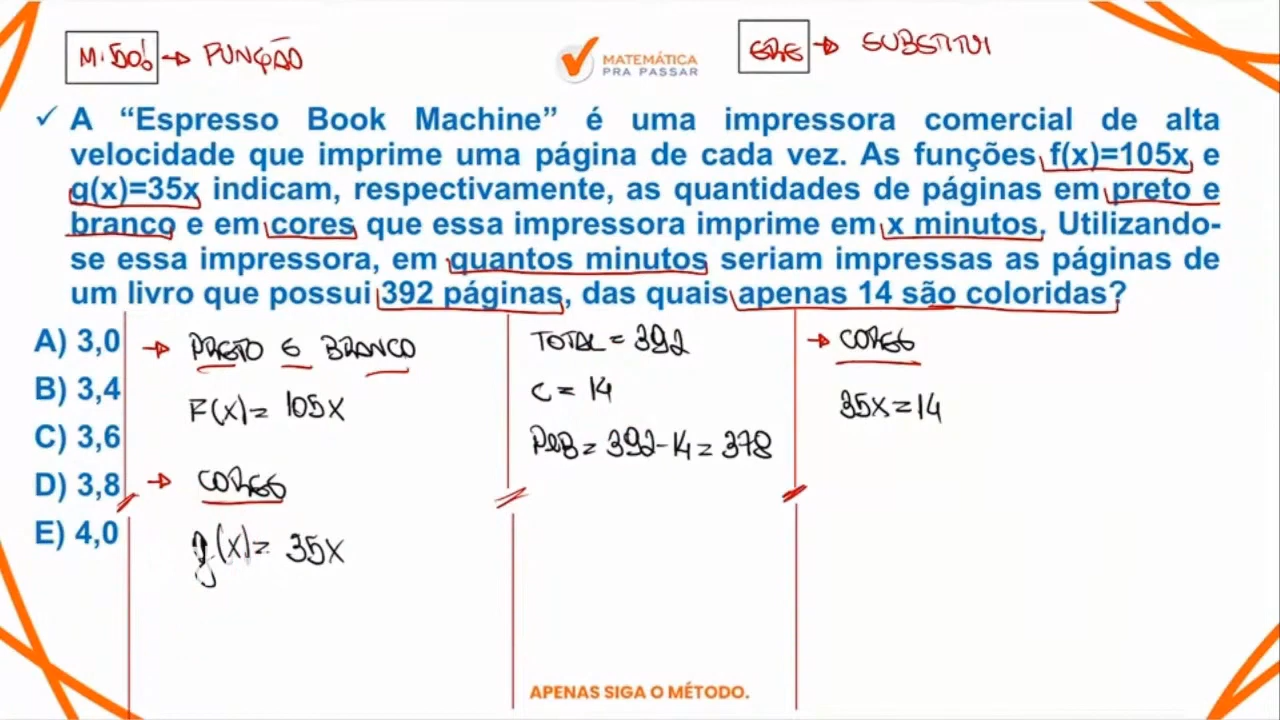 M.50! → FUNÇÃO
MATEMÁTICA
PRA PASSAR
→ SUBSTITUI
✓ A “Espresso Book Machine” é uma impressora comercial de alta
velocidade que imprime uma página de cada vez. As funções f(x)=105x e
g(x)=35x indicam, respectivamente, as quantidades de páginas em preto e
branco e em cores que essa impressora imprime em x minutos. Utilizando-
se essa impressora, em quantos minutos seriam impressas as páginas de
um livro que possui 392 páginas, das quais apenas 14 são coloridas?
A) 3,0
B) 3,4
C) 3,6
D) 3,8
E) 4,0
→ PRETO E BRANCO
F(x)= 105x
→ CORES
g(x)= 35x
TOTAL = 392
C = 14
PeB = 392-14 = 378
→ CORES
35x=14
APENAS SIGA O MÉTODO.